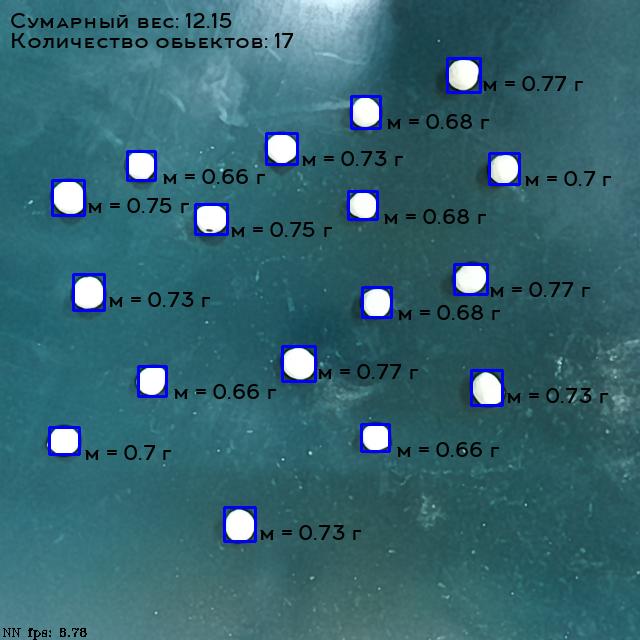 Сумарный вес: 12.15
Количество обьектов: 17
м = 0.77 г
м = 0.68 г
м = 0.73 г
м = 0.66 г
м = 0.7 г
м = 0.75 г
м = 0.68 г
м = 0.75 г
м = 0.77 г
м = 0.73 г
м = 0.68 г
м = 0.77 г
м = 0.66 г
м = 0.73 г
м = 0.7 г
м = 0.66 г
м = 0.73 г
NN fps: 8.78